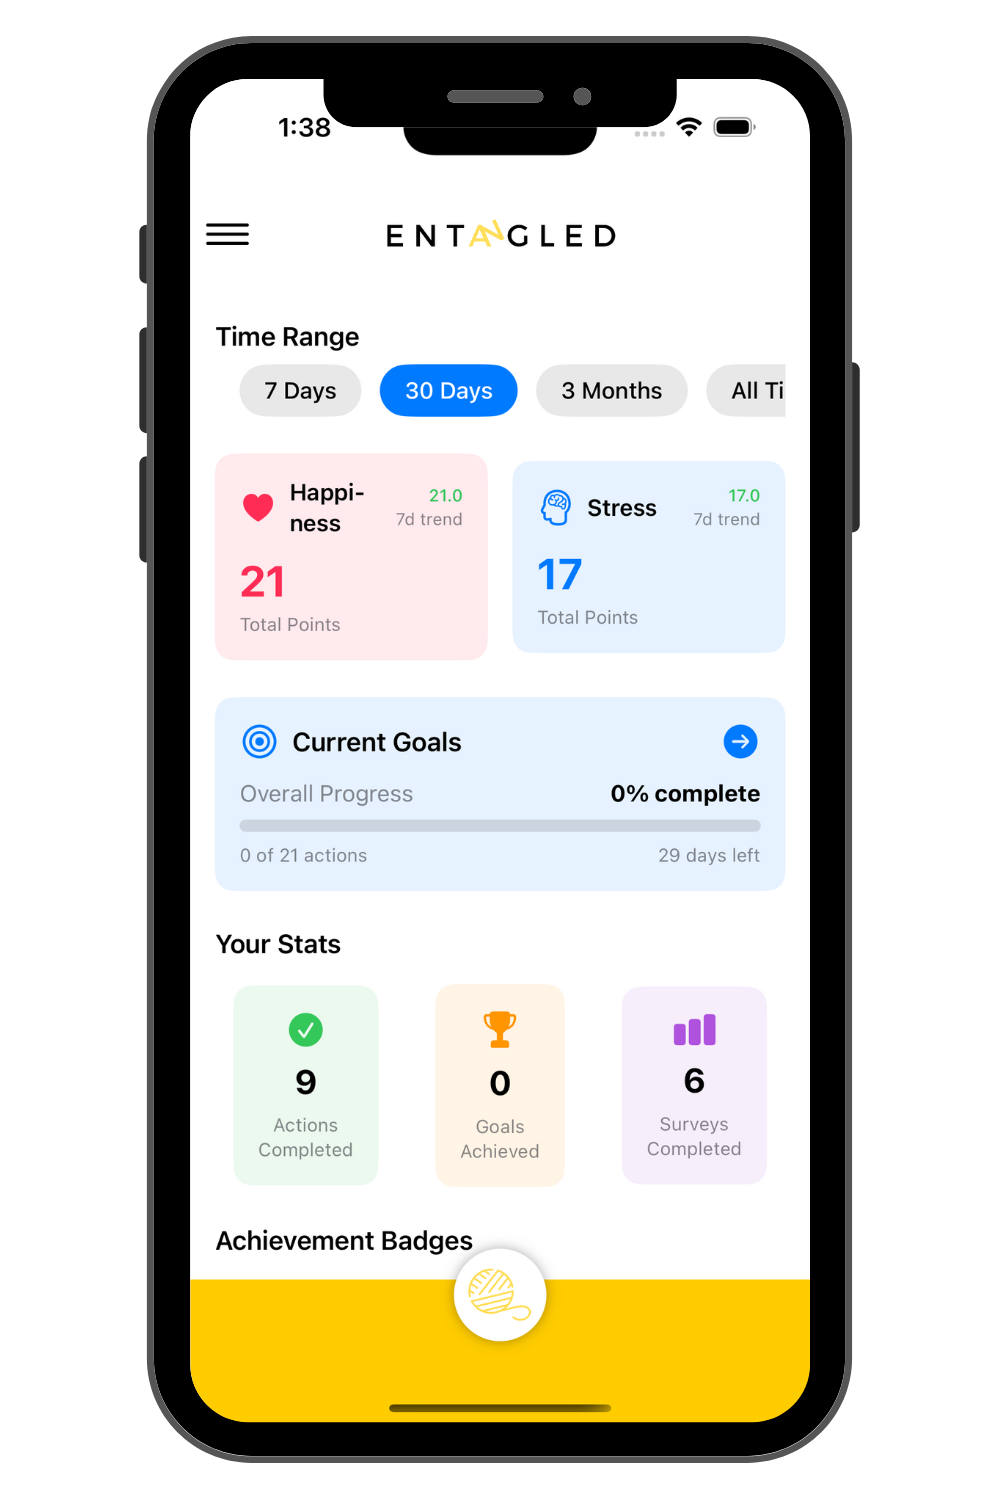 1:38
ENTANGLED
Time Range
7 Days 30 Days 3 Months All Ti
Happi-
ness
21.0
7d trend
21
Total Points
Stress
17.0
7d trend
17
Total Points
Current Goals
Overall Progress 0% complete
0 of 21 actions 29 days left
Your Stats
9
Actions
Completed
0
Goals
Achieved
6
Surveys
Completed
Achievement Badges